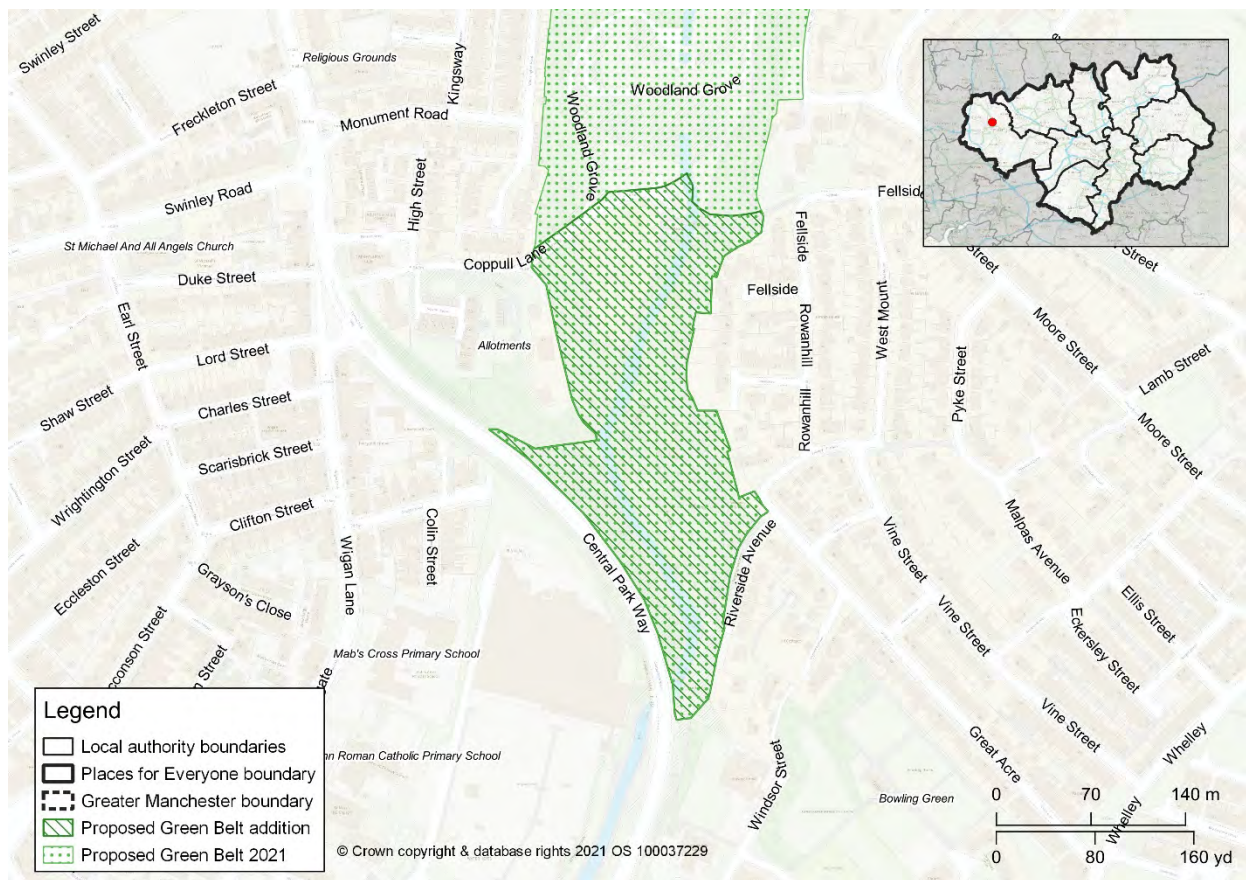 Swinley Street
Religious Grounds
Kingsway
Freckleton Street
Monument Road
Woodland Grove
Woodland Grove
Swinley Road
High Street
St Michael And All Angels Church
Duke Street
Coppull Lane
Fellside
Fellside
Earl Street
Lord Street
Allotments
Rowanhill
Rowanhill
West Mount
Moore Street
Moore Street
Lamb Street
Pyke Street
Street
Street
Shaw Street
Charles Street
Wrightington Street
Scarisbrick Street
Clifton Street
Colin Street
Wigan Lane
Eccleston Street
Grayson's Close
Central Park Way
Riverside Avenue
Vine Street
Vine Street
Vine Street
Malpas Avenue
Ellis Street
Eckersley Street
Mab's Cross Primary School
Street
Street
Roman Catholic Primary School
Windsor Street
Great Acre
Whelley
Whelley
Bowling Green
Legend
Local authority boundaries
Places for Everyone boundary
Greater Manchester boundary
Proposed Green Belt addition
Proposed Green Belt 2021
© Crown copyright & database rights 2021 OS 100037229
0 70 140 m
0 80 160 yd